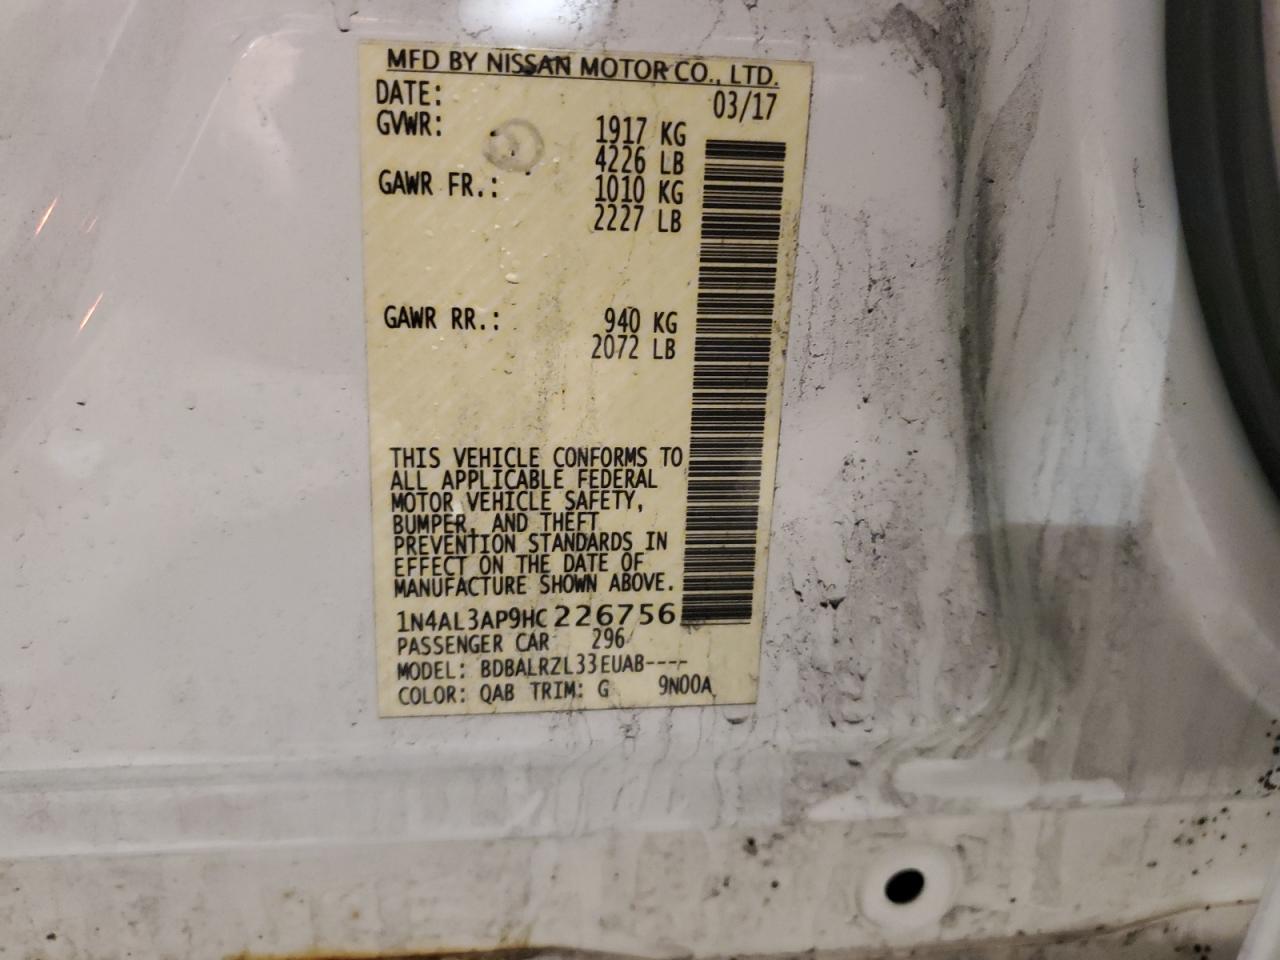 MFD BY NISSAN MOTOR CO., LTD.
DATE: 03/17
GVWR: 1917 KG
4226 LB
GAWR FR.: 1010 KG
2227 LB
GAWR RR.: 940 KG
2072 LB
THIS VEHICLE CONFORMS TO
ALL APPLICABLE FEDERAL
MOTOR VEHICLE SAFETY,
BUMPER, AND THEFT
PREVENTION STANDARDS IN
EFFECT ON THE DATE OF
MANUFACTURE SHOWN ABOVE.
1N4AL3AP9HC226756
PASSENGER CAR 296
MODEL: BDBALRZL33EUAB----
COLOR: QAB TRIM: G 9N00A